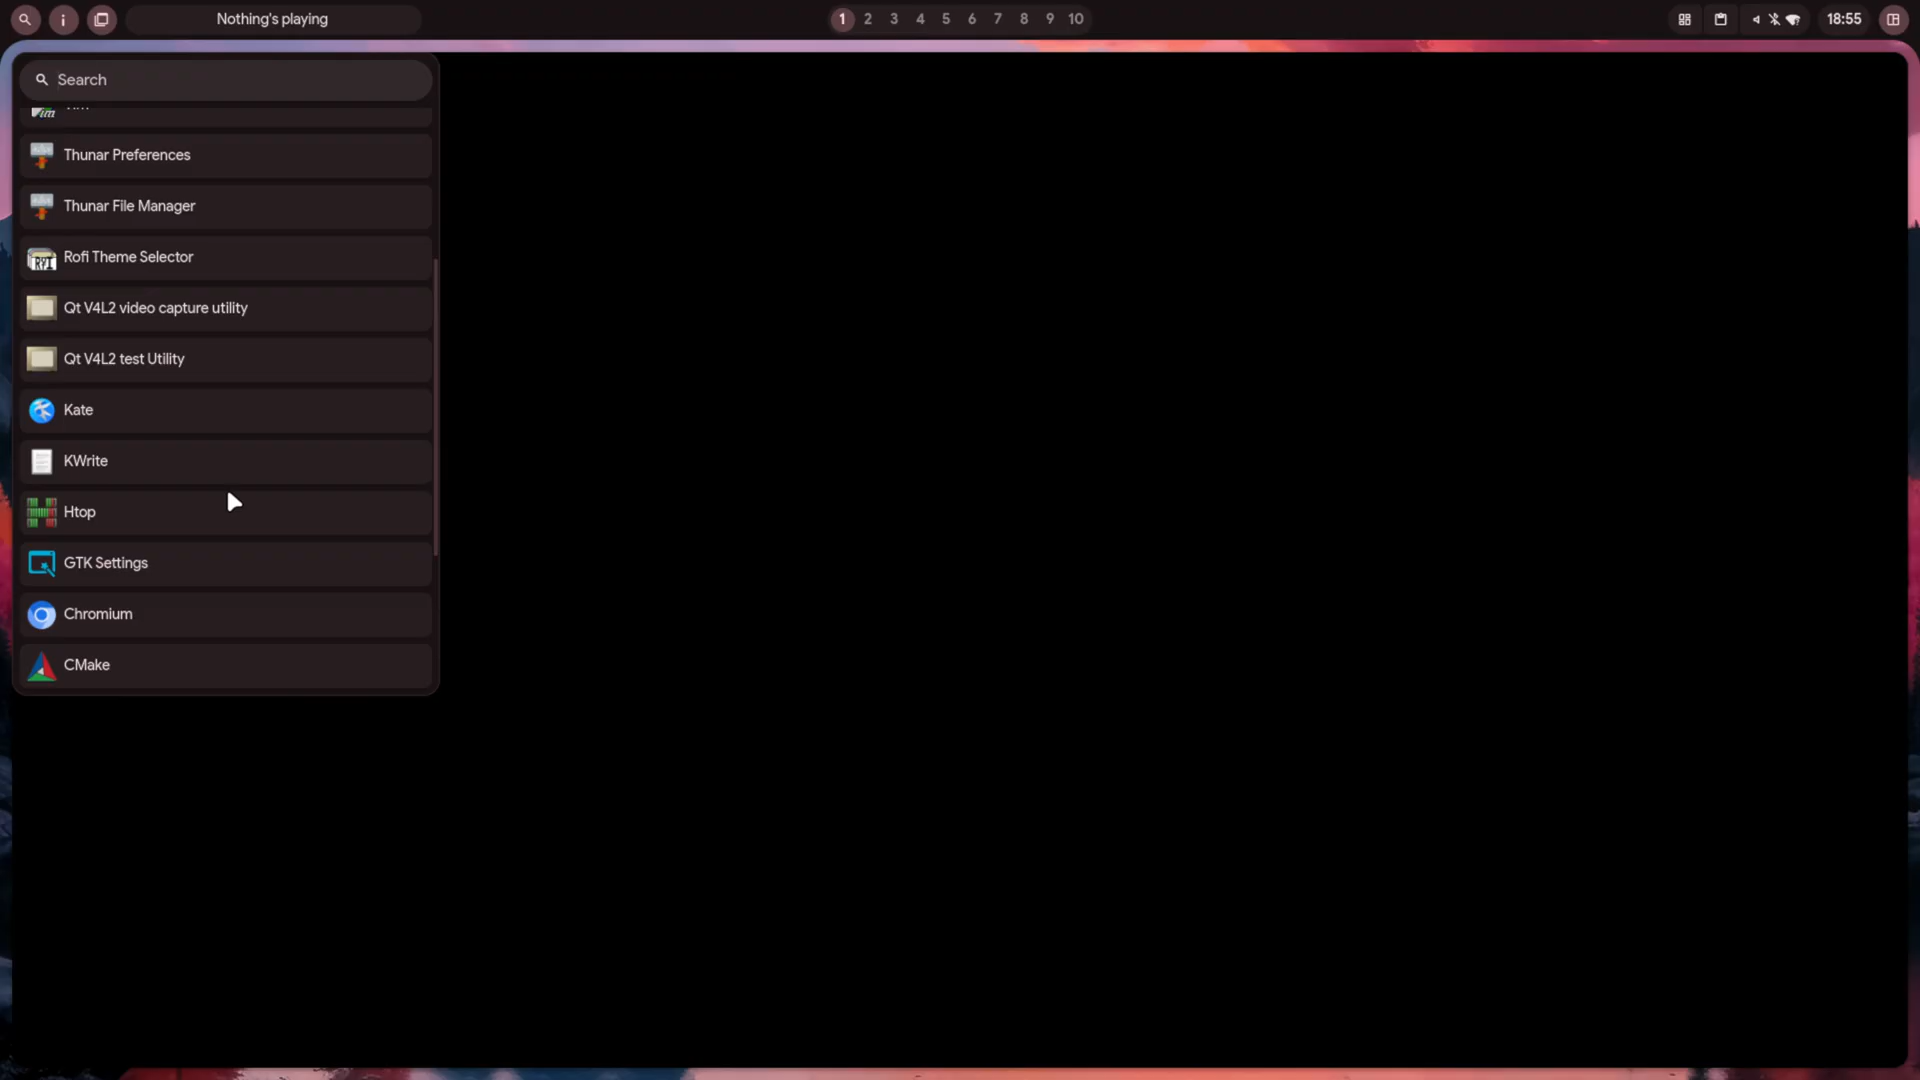 Nothing's playing
1 2 3 4 5 6 7 8 9 10
18:55
Search
Thunar Preferences
Thunar File Manager
Rofi Theme Selector
Qt V4L2 video capture utility
Qt V4L2 test Utility
Kate
KWrite
Htop
GTK Settings
Chromium
CMake